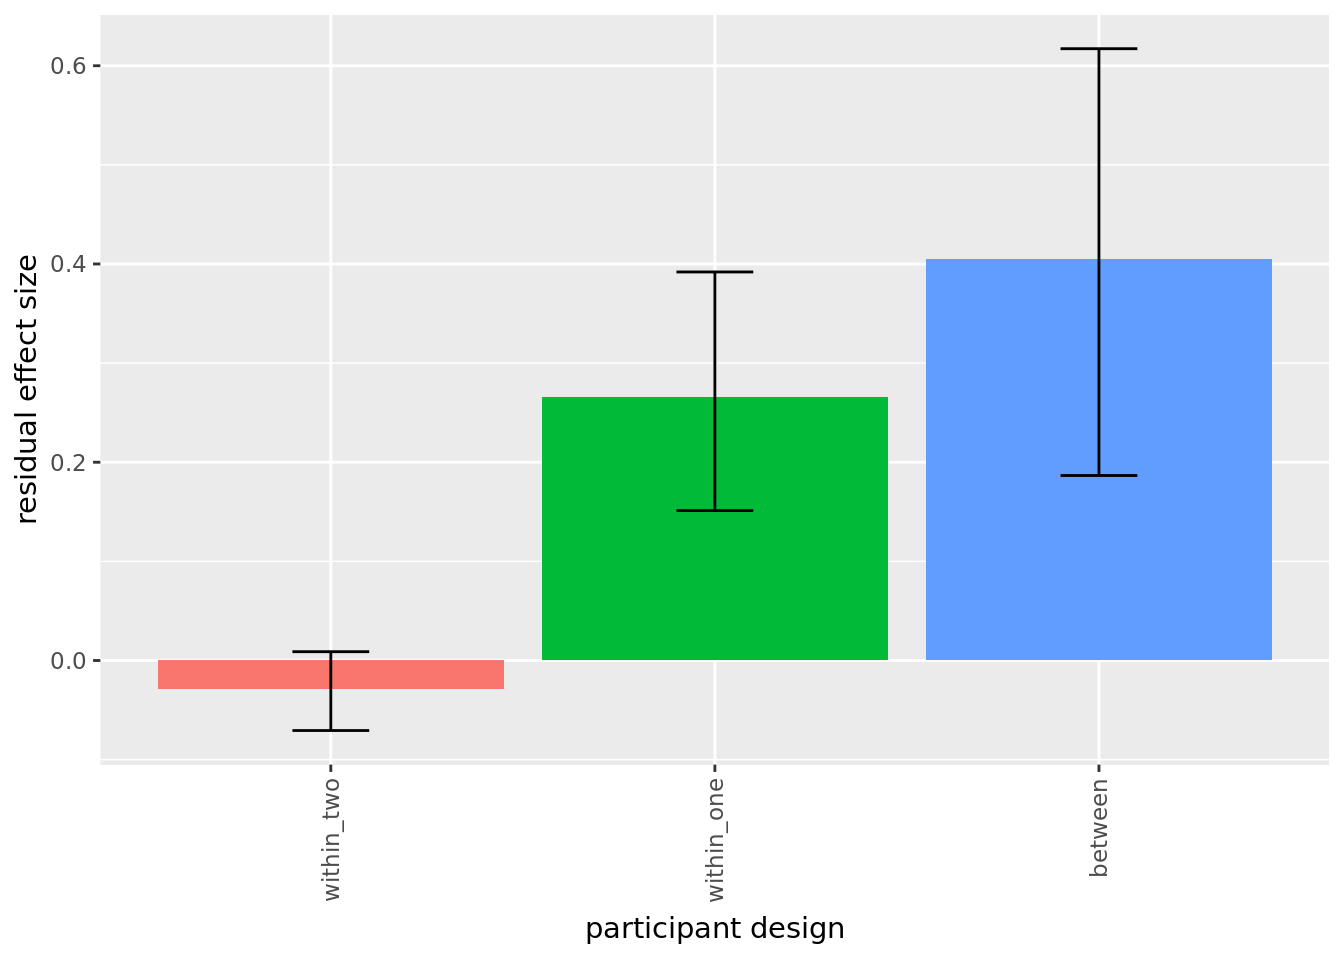 residual effect size
0.6
0.4
0.2
0.0
within_two
within_one
between
participant design